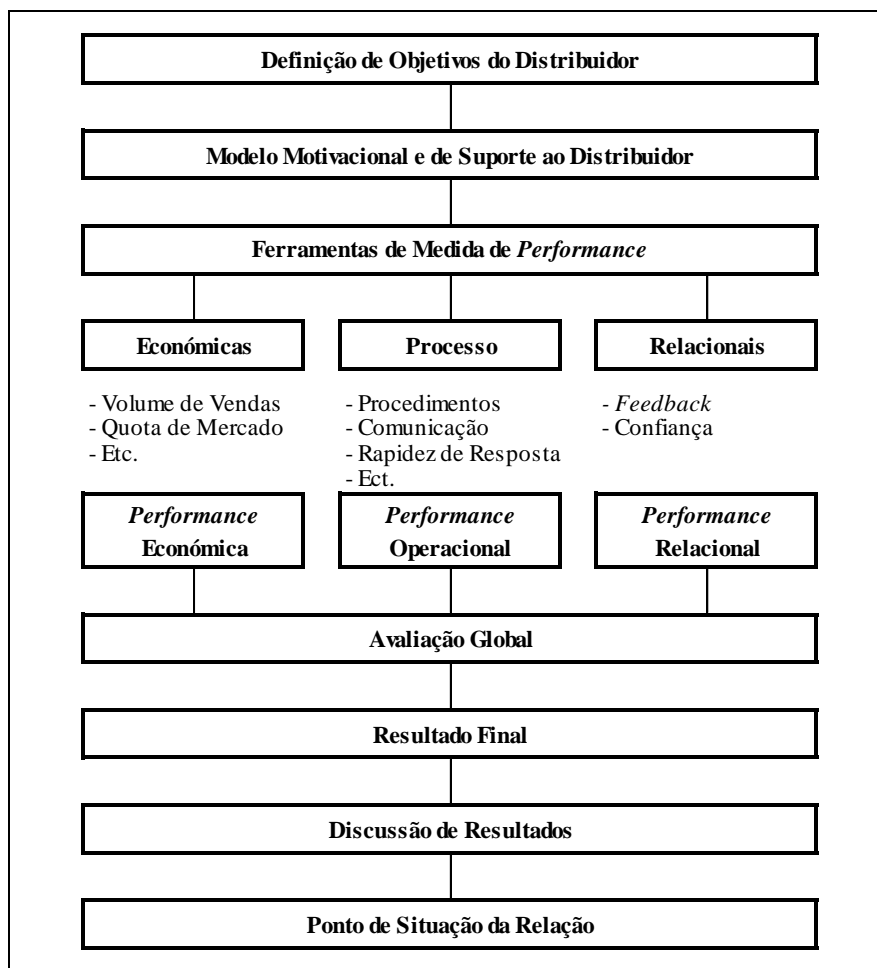 Definição de Objetivos do Distribuidor
Modelo Motivacional e de Suporte ao Distribuidor
Ferramentas de Medida de Performance
Económicas
Processo
Relacionais
- Volume de Vendas
- Quota de Mercado
- Etc.
- Procedimentos
- Comunicação
- Rapidez de Resposta
- Ect.
- Feedback
- Confiança
Performance
Económica
Performance
Operacional
Performance
Relacional
Avaliação Global
Resultado Final
Discussão de Resultados
Ponto de Situação da Relação